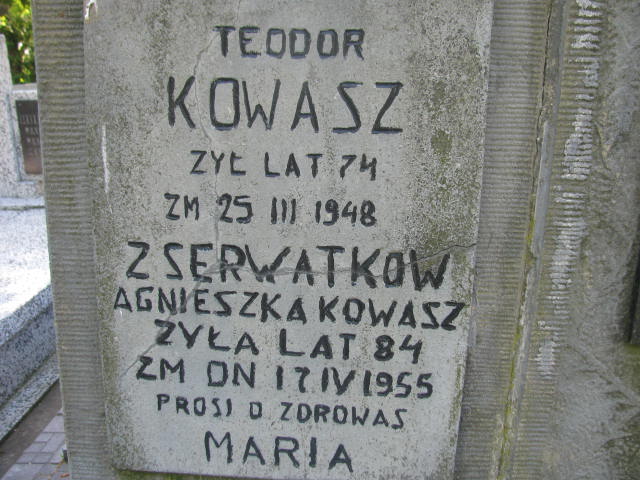 TEODOR
KOWASZ
ZYŁ LAT 74
ZM 25 III 1948
Z SERWATKOW
AGNIESZKA KOWASZ
ZYŁA LAT 84
ZM DN 17 IV 1955
PROSI O ZDROWAS
MARIA